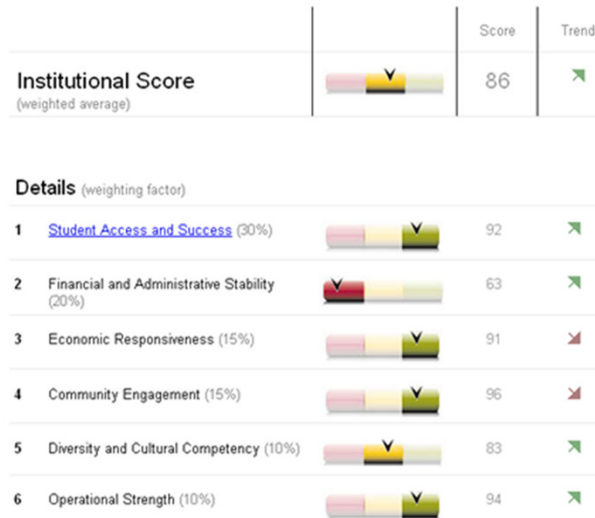 Score Trend
Institutional Score 86
(weighted average)
Details (weighting factor)
1 Student Access and Success (30%) 92
2 Financial and Administrative Stability 63
(20%)
3 Economic Responsiveness (15%) 91
4 Community Engagement (15%) 96
5 Diversity and Cultural Competency (10%) 83
6 Operational Strength (10%) 94